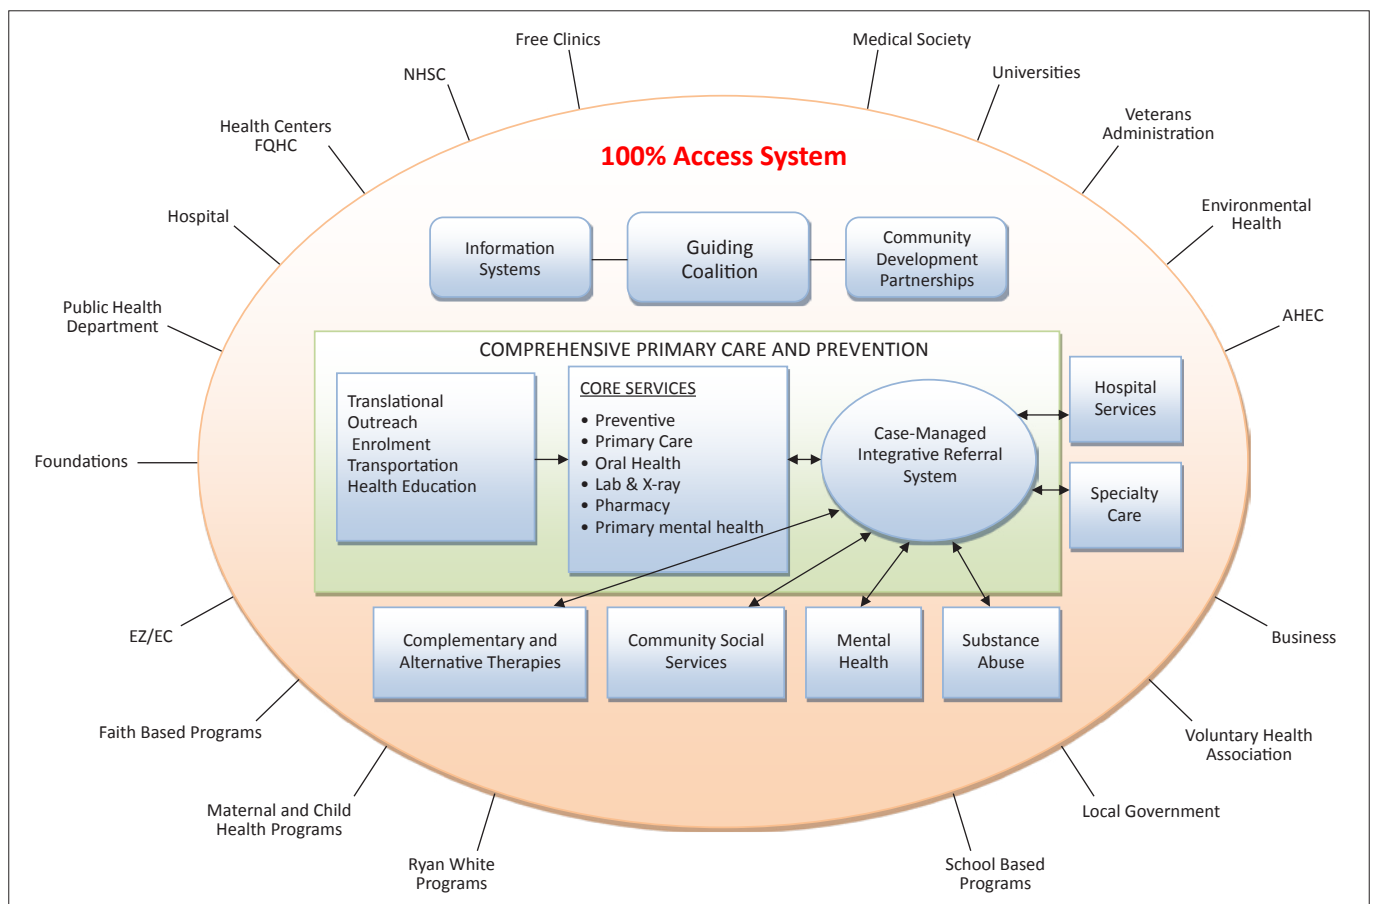 Free Clinics
Medical Society
NHSC
Universities
Health Centers
FQHC
Veterans
Administration
100% Access System
Hospital
Environmental
Health
Information
Systems
Guiding
Coalition
Community
Development
Partnerships
Public Health
Department
AHEC
COMPREHENSIVE PRIMARY CARE AND PREVENTION
Translational
Outreach
Enrolment
Transportation
Health Education
CORE SERVICES
• Preventive
• Primary Care
• Oral Health
• Lab & X-ray
• Pharmacy
• Primary mental health
Case-Managed
Integrative Referral
System
Hospital
Services
Specialty
Care
Foundations
EZ/EC
Complementary and
Alternative Therapies
Community Social
Services
Mental
Health
Substance
Abuse
Business
Faith Based Programs
Voluntary Health
Association
Maternal and Child
Health Programs
Local Government
Ryan White
Programs
School Based
Programs